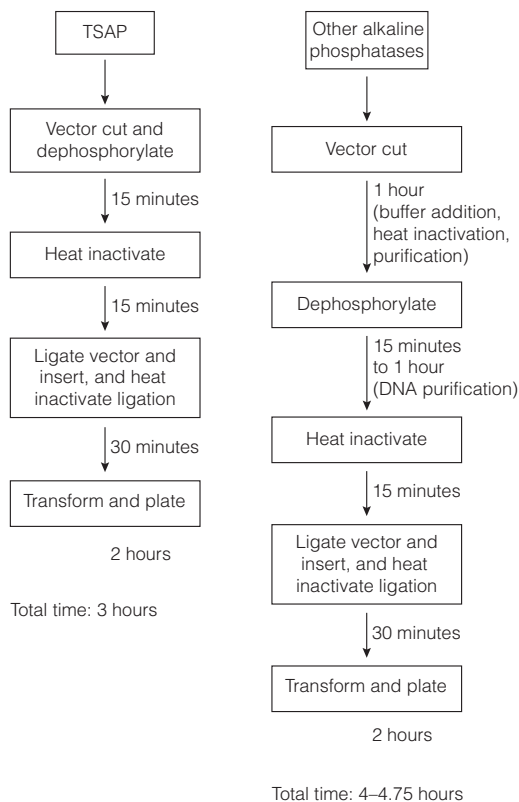 TSAP
Vector cut and
dephosphorylate
15 minutes
Heat inactivate
15 minutes
Ligate vector and
insert, and heat
inactivate ligation
30 minutes
Transform and plate
2 hours
Total time: 3 hours
Other alkaline
phosphatases
Vector cut
1 hour
(buffer addition,
heat inactivation,
purification)
Dephosphorylate
15 minutes
to 1 hour
(DNA purification)
Heat inactivate
15 minutes
Ligate vector and
insert, and heat
inactivate ligation
30 minutes
Transform and plate
2 hours
Total time: 4–4.75 hours